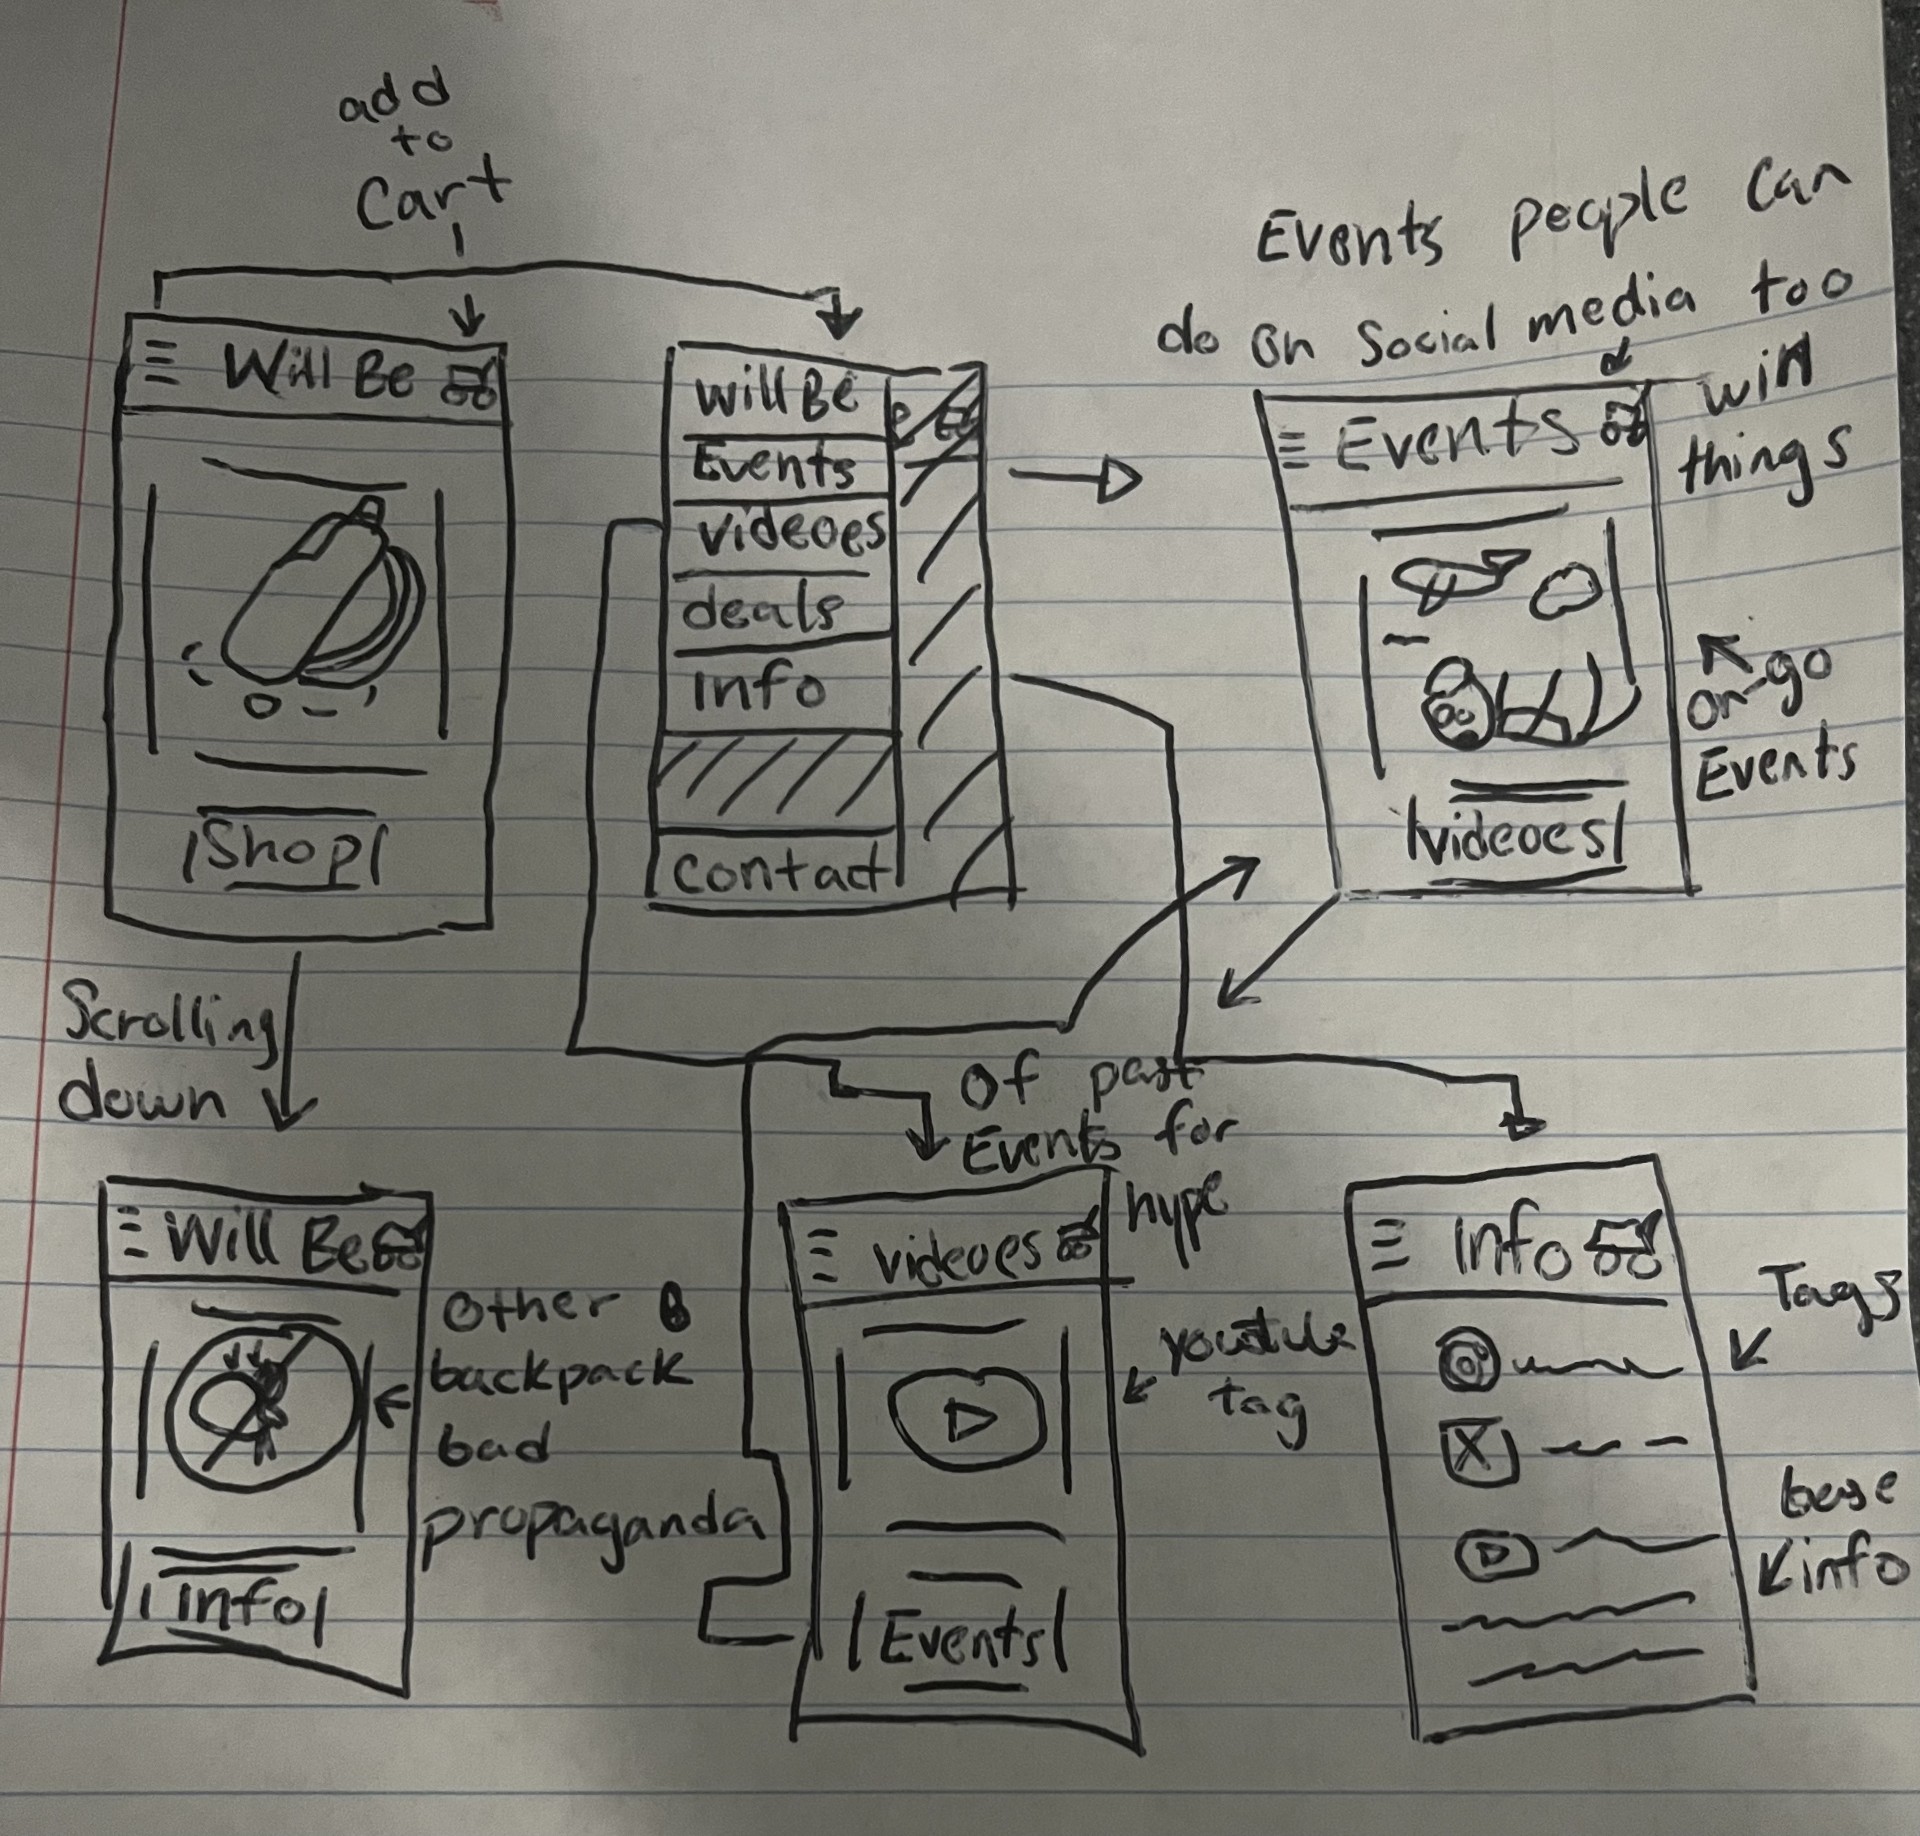 add
to
Cart
Will Be
Shop
Will Be
Events
videoes
deals
info
contact
Events people can
do on Social media too
win
things
Events
videoes
on-go
Events
Scrolling
down
Will Be
info
Other
backpack
bad
propaganda
Of past
Events for
hype
videoes
Events
youtube
tag
Info
X
Tags
base
info